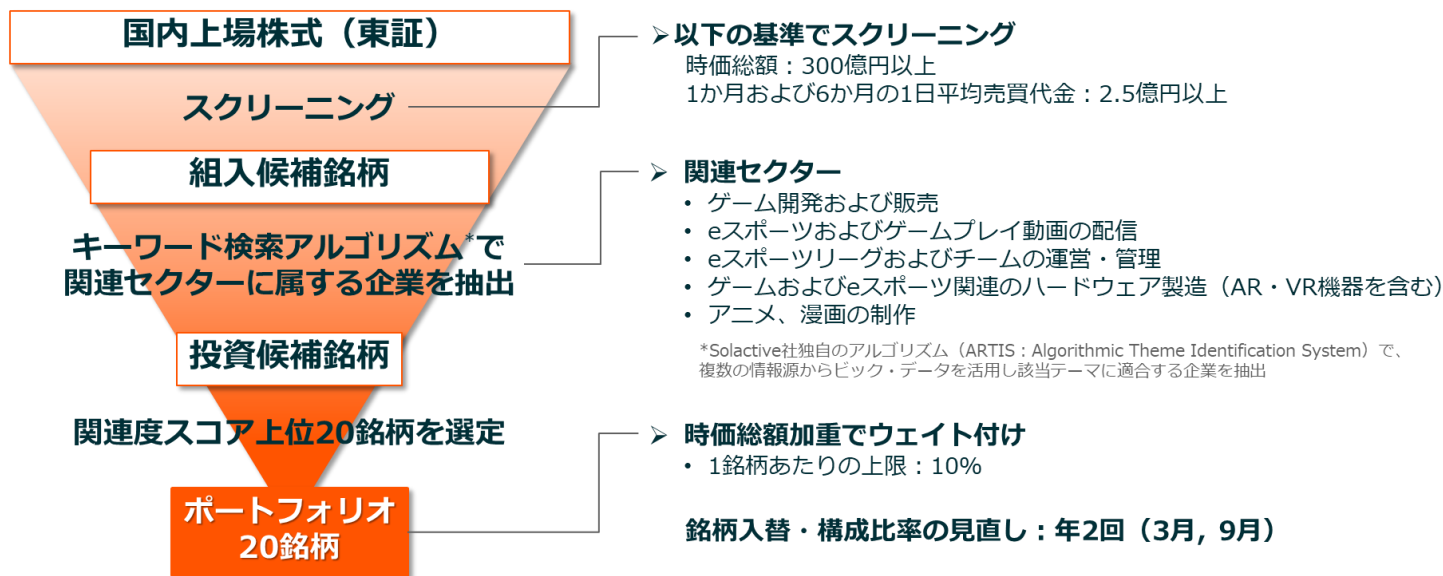 国内上場株式（東証）
スクリーニング
➢以下の基準でスクリーニング
時価総額：300億円以上
1か月および6か月の1日平均売買代金：2.5億円以上
組入候補銘柄
キーワード検索アルゴリズム*で
関連セクターに属する企業を抽出
➢ 関連セクター
• ゲーム開発および販売
• eスポーツおよびゲームプレイ動画の配信
• eスポーツリーグおよびチームの運営・管理
• ゲームおよびeスポーツ関連のハードウェア製造（AR・VR機器を含む）
• アニメ、漫画の制作
*Solactive社独自のアルゴリズム（ARTIS：Algorithmic Theme Identification System）で、
複数の情報源からビック・データを活用し該当テーマに適合する企業を抽出
投資候補銘柄
関連度スコア上位20銘柄を選定
➢ 時価総額加重でウェイト付け
• 1銘柄あたりの上限：10%
ポートフォリオ
20銘柄
銘柄入替・構成比率の見直し：年2回（3月, 9月）